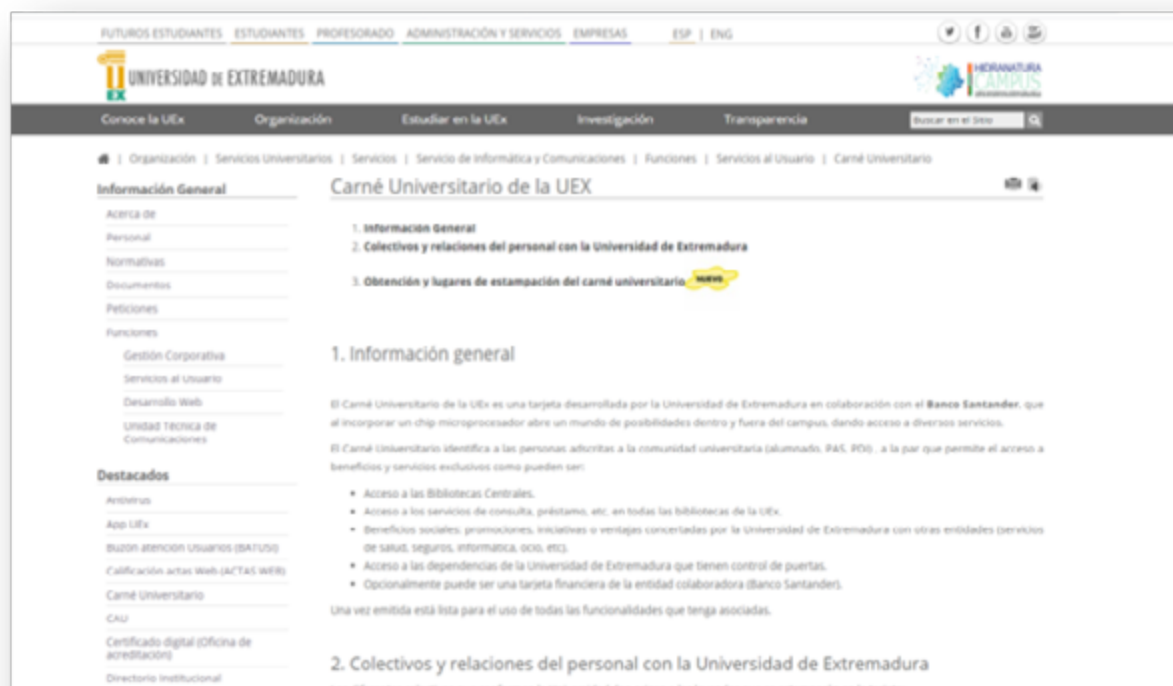 FUTUROS ESTUDIANTES ESTUDIANTES PROFESORADO ADMINISTRACIÓN Y SERVICIOS EMPRESAS ESP | ENG
UEX
UNIVERSIDAD DE EXTREMADURA
HIDRANATURA
CAMPUS
Conoce la UEx Organización Estudiar en la UEx Investigación Transparencia Buscar en el Sitio
| Organización | Servicios Universitarios | Servicios | Servicio de Informática y Comunicaciones | Funciones | Servicios al Usuario | Carné Universitario
Información General
Acerca de
Personal
Normativas
Documentos
Peticiones
Funciones
Gestión Corporativa
Servicios al Usuario
Desarrollo Web
Unidad Técnica de
Comunicaciones
Destacados
Antivirus
App UEx
Buzón atención Usuarios (BATUSI)
Calificación actas Web (ACTAS WEB)
Carné Universitario
CAU
Certificado digital (Oficina de
acreditación)
Directorio Institucional
Carné Universitario de la UEX
1. Información General
2. Colectivos y relaciones del personal con la Universidad de Extremadura
3. Obtención y lugares de estampación del carné universitario NUEVO
1. Información general
El Carné Universitario de la UEx es una tarjeta desarrollada por la Universidad de Extremadura en colaboración con el Banco Santander, que
al incorporar un chip microprocesador abre un mundo de posibilidades dentro y fuera del campus, dando acceso a diversos servicios.
El Carné Universitario identifica a las personas adscritas a la comunidad universitaria (alumnado, PAS, PDI) , a la par que permite el acceso a
beneficios y servicios exclusivos como pueden ser:
• Acceso a las Bibliotecas Centrales.
• Acceso a los servicios de consulta, préstamo, etc, en todas las bibliotecas de la UEx.
• Beneficios sociales, promociones, iniciativas o ventajas concertadas por la Universidad de Extremadura con otras entidades (servicios
de salud, seguros, informática, ocio, etc).
• Acceso a las dependencias de la Universidad de Extremadura que tienen control de puertas.
• Opcionalmente puede ser una tarjeta financiera de la entidad colaboradora (Banco Santander).
Una vez emitida está lista para el uso de todas las funcionalidades que tenga asociadas.
2. Colectivos y relaciones del personal con la Universidad de Extremadura